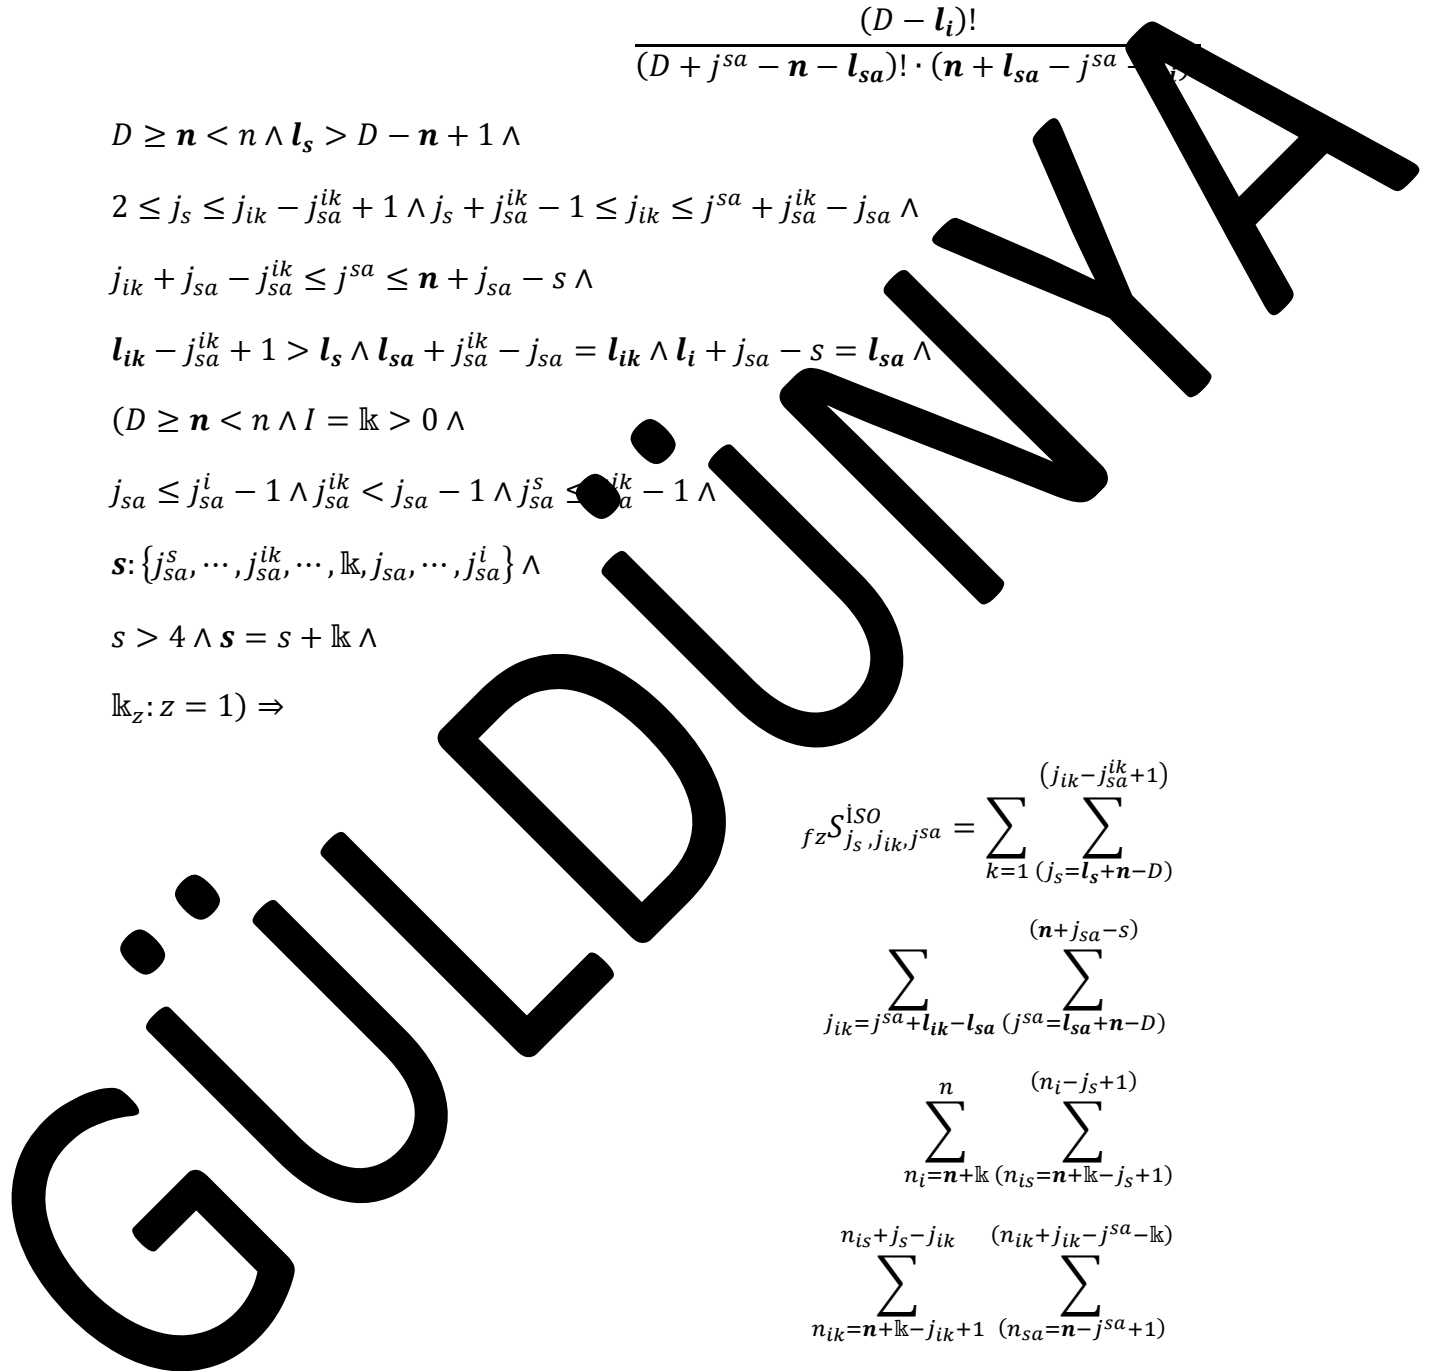 (D − l_i)!
(D + j^{sa} − n − l_{sa})! · (n + l_{sa} − j^{sa}
D ≥ n < n ∧ l_s > D − n + 1 ∧
2 ≤ j_s ≤ j_{ik} − j_{sa}^{ik} + 1 ∧ j_s + j_{sa}^{ik} − 1 ≤ j_{ik} ≤ j^{sa} + j_{sa}^{ik} − j_{sa} ∧
j_{ik} + j_{sa} − j_{sa}^{ik} ≤ j^{sa} ≤ n + j_{sa} − s ∧
l_{ik} − j_{sa}^{ik} + 1 > l_s ∧ l_{sa} + j_{sa}^{ik} − j_{sa} = l_{ik} ∧ l_i + j_{sa} − s = l_{sa} ∧
(D ≥ n < n ∧ I = 𝕜 > 0 ∧
j_{sa} ≤ j_{sa}^{i} − 1 ∧ j_{sa}^{ik} < j_{sa} − 1 ∧ j_{sa}^{s} ≤ − 1 ∧
s: {j_{sa}^{s}, ⋯ , j_{sa}^{ik}, ⋯ , 𝕜, j_{sa}, ⋯ , j_{sa}^{i}} ∧
s > 4 ∧ s = s + 𝕜 ∧
𝕜_z: z = 1) ⇒
_{fz}S_{j_s, j_{ik}, j^{sa}}^{İSO} = ∑_{k=1} ∑_{(j_s=l_s+n−D)}^{(j_{ik}−j_{sa}^{ik}+1)}
∑_{j_{ik}=j^{sa}+l_{ik}−l_{sa}} ∑_{(j^{sa}=l_{sa}+n−D)}^{(n+j_{sa}−s)}
∑_{n_i=n+𝕜}^{n} ∑_{(n_{is}=n+𝕜−j_s+1)}^{(n_i−j_s+1)}
∑_{n_{ik}=n+𝕜−j_{ik}+1}^{n_{is}+j_s−j_{ik}} ∑_{(n_{sa}=n−j^{sa}+1)}^{(n_{ik}+j_{ik}−j^{sa}−𝕜)}
GÜLDÜNYA